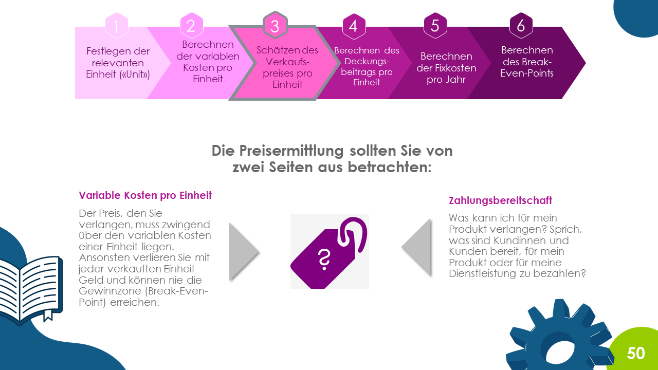 1
Festlegen der
relevanten
Einheit («Unit»)
2
Berechnen
der variablen
Kosten pro
Einheit
3
Schätzen des
Verkaufs-
preises pro
Einheit
4
Berechnen des
Deckungs-
beitrags pro
Einheit
5
Berechnen
der Fixkosten
pro Jahr
6
Berechnen
des Break-
Even-Points
Die Preisermittlung sollten Sie von
zwei Seiten aus betrachten:
Variable Kosten pro Einheit
Der Preis, den Sie
verlangen, muss zwingend
über den variablen Kosten
einer Einheit liegen.
Ansonsten verlieren Sie mit
jeder verkauften Einheit
Geld und können nie die
Gewinnzone (Break-Even-
Point) erreichen.
?
Zahlungsbereitschaft
Was kann ich für mein
Produkt verlangen? Sprich,
was sind Kundinnen und
Kunden bereit, für mein
Produkt oder für meine
Dienstleistung zu bezahlen?
50